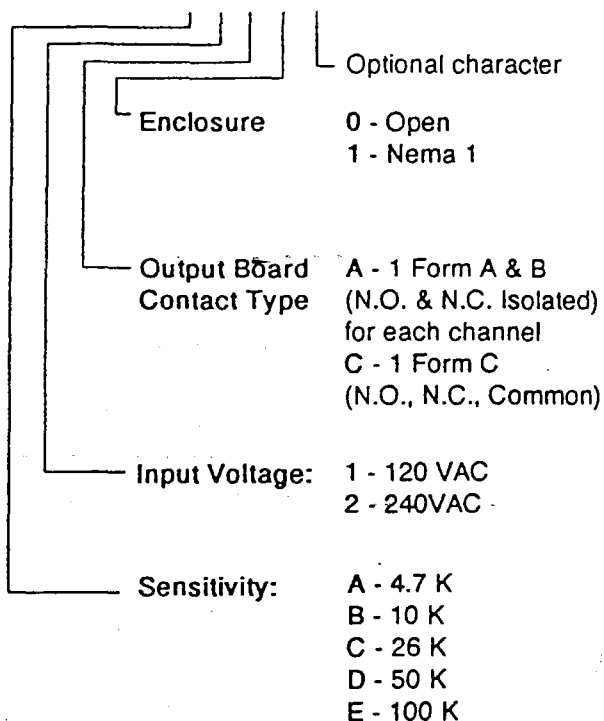 Optional character
Enclosure 0 - Open
1 - Nema 1
Output Board A - 1 Form A & B
Contact Type (N.O. & N.C. Isolated)
for each channel
C - 1 Form C
(N.O., N.C., Common)
Input Voltage: 1 - 120 VAC
2 - 240VAC
Sensitivity: A - 4.7 K
B - 10 K
C - 26 K
D - 50 K
E - 100 K